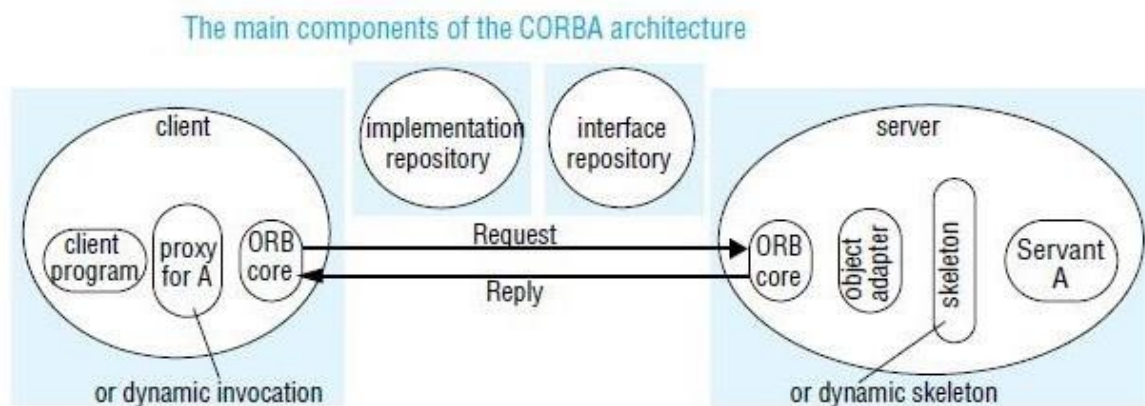 The main components of the CORBA architecture
client
implementation
repository
interface
repository
server
client
program
proxy
for A
ORB
core
Request
Reply
ORB
core
object
adapter
skeleton
Servant
A
or dynamic invocation
or dynamic skeleton